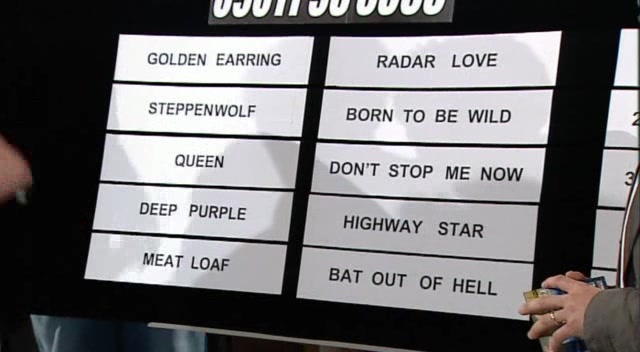 GOLDEN EARRING RADAR LOVE
STEPPENWOLF BORN TO BE WILD
QUEEN DON'T STOP ME NOW
DEEP PURPLE HIGHWAY STAR
MEAT LOAF BAT OUT OF HELL